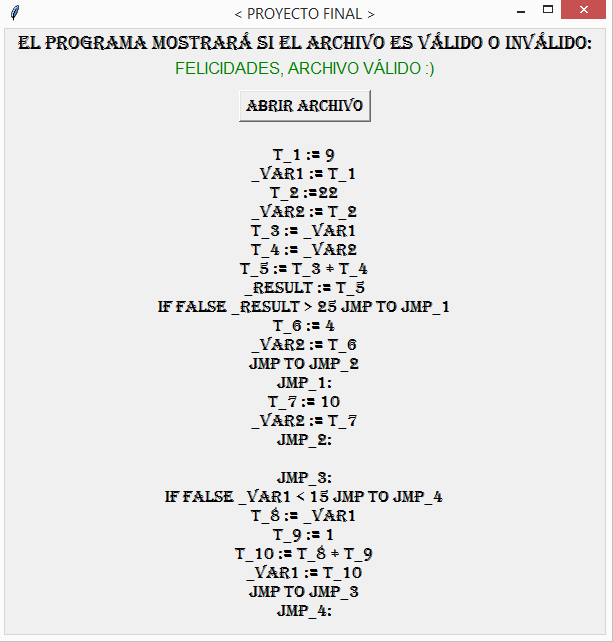 < PROYECTO FINAL >
EL PROGRAMA MOSTRARÁ SI EL ARCHIVO ES VÁLIDO O INVÁLIDO:
FELICIDADES, ARCHIVO VÁLIDO :)
ABRIR ARCHIVO
T_1 := 9
_VAR1 := T_1
T_2 :=22
_VAR2 := T_2
T_3 := _VAR1
T_4 := _VAR2
T_5 := T_3 + T_4
_RESULT := T_5
IF FALSE _RESULT > 25 JMP TO JMP_1
T_6 := 4
_VAR2 := T_6
JMP TO JMP_2
JMP_1:
T_7 := 10
_VAR2 := T_7
JMP_2:
JMP_3:
IF FALSE _VAR1 < 15 JMP TO JMP_4
T_8 := _VAR1
T_9 := 1
T_10 := T_8 + T_9
_VAR1 := T_10
JMP TO JMP_3
JMP_4: